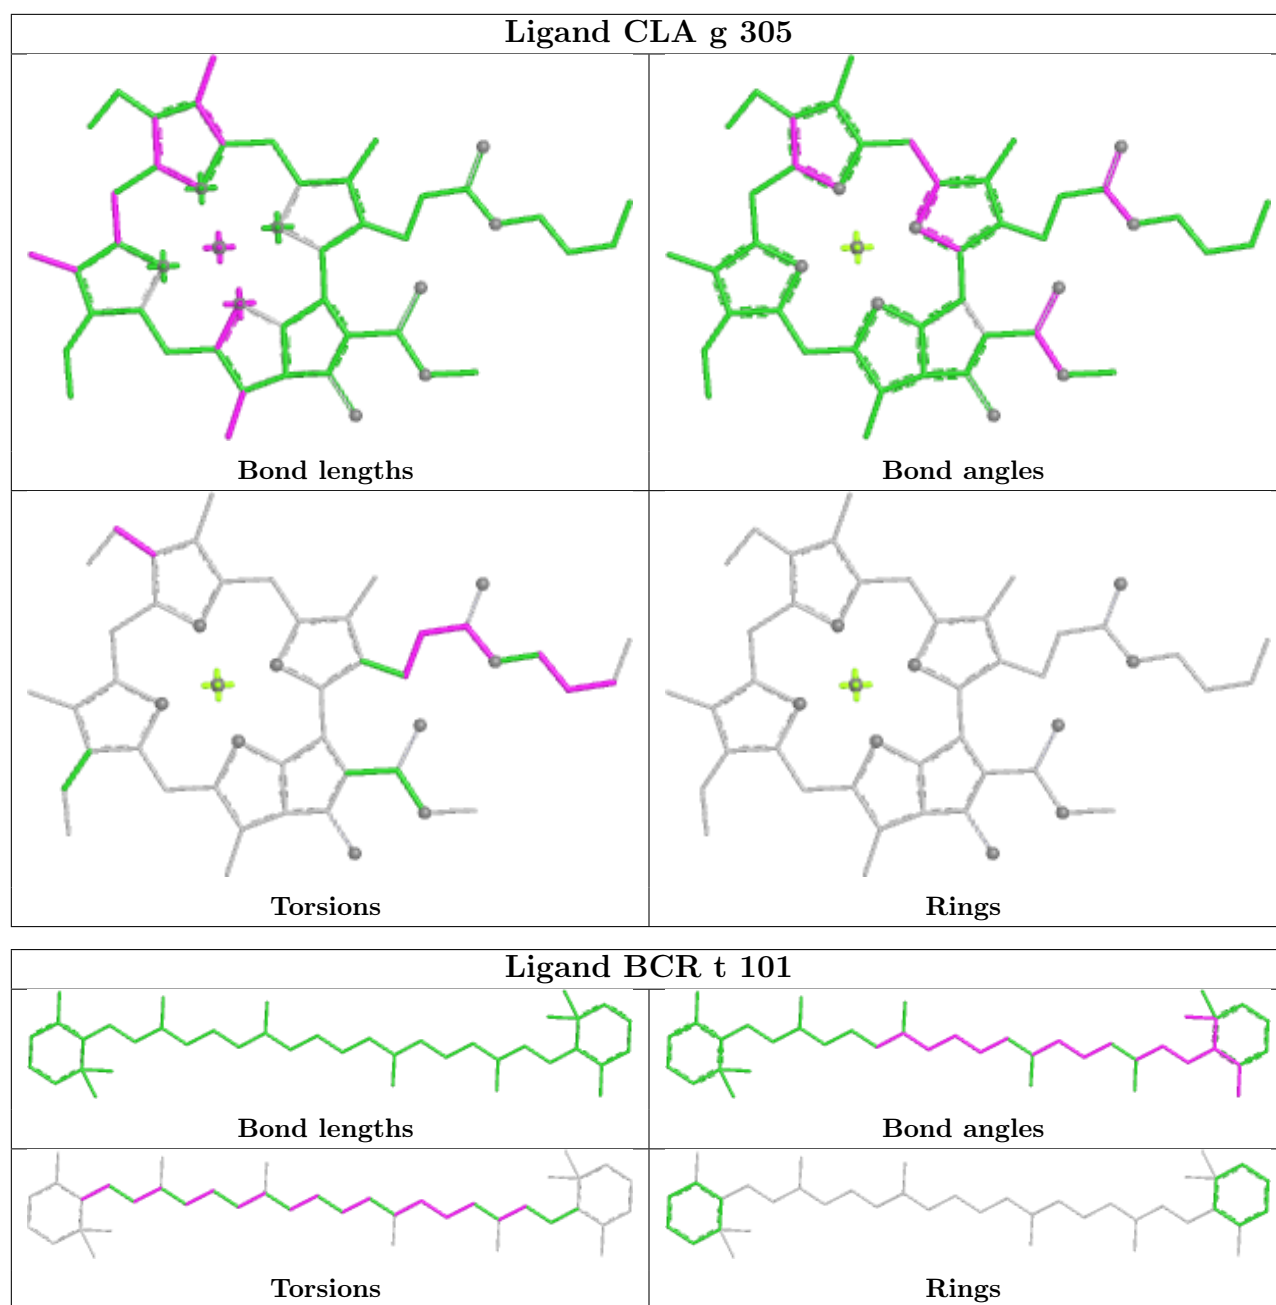 Ligand CLA g 305
Bond lengths
Bond angles
Torsions
Rings
Ligand BCR t 101
Bond lengths
Bond angles
Torsions
Rings